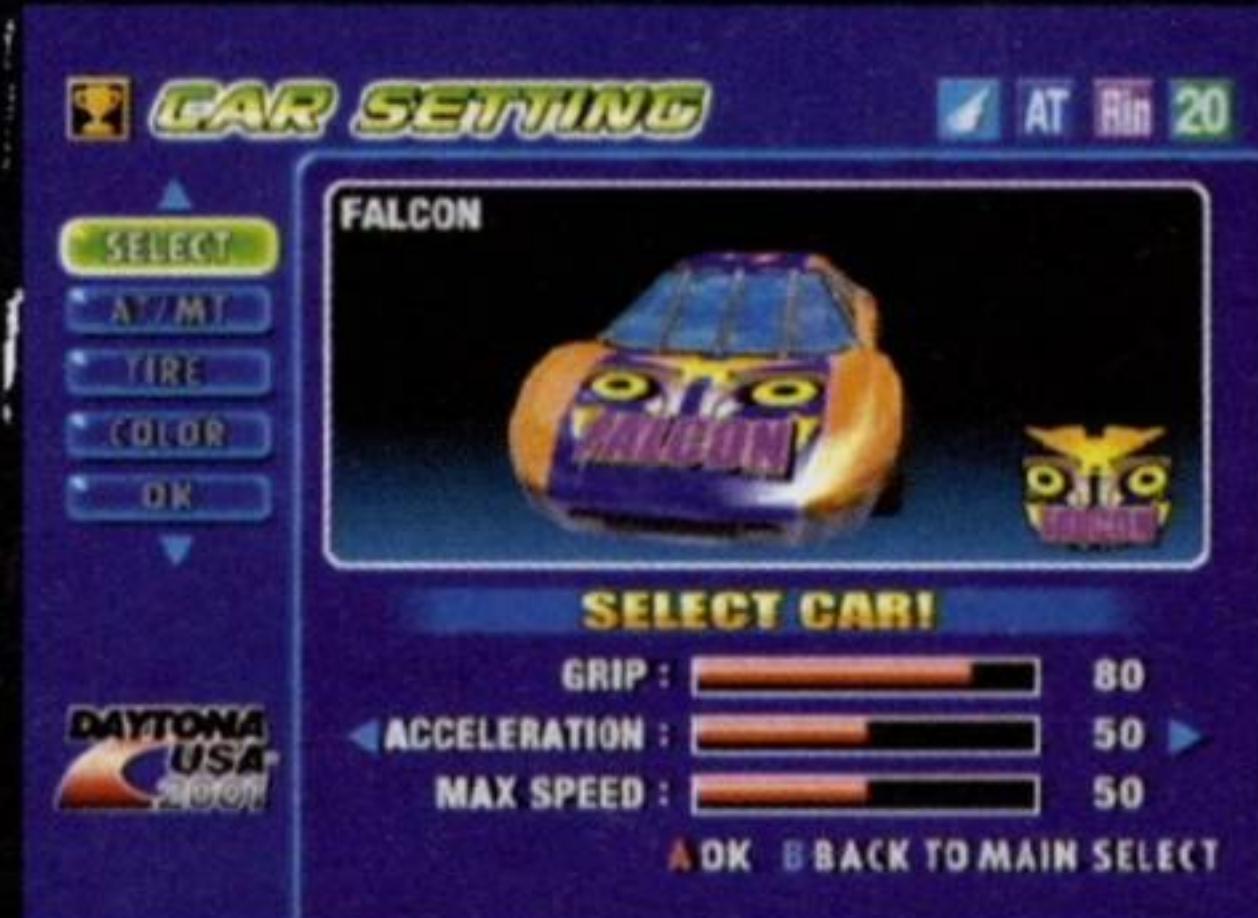 CAR SETTING
AT
20
SELECT
AT/MT
TIRE
COLOR
OK
FALCON
FALCON
FALCON
SELECT CAR!
GRIP : 80
ACCELERATION : 50
MAX SPEED : 50
A OK B BACK TO MAIN SELECT
DAYTONA
USA
2001